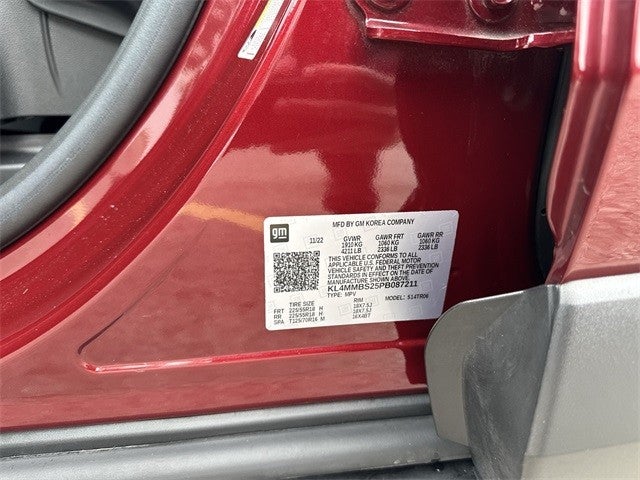 gm
MFD BY GM KOREA COMPANY
11/22 GVWR GAWR FRT GAWR RR
1910 KG 1060 KG 1060 KG
4211 LB 2336 LB 2336 LB
THIS VEHICLE CONFORMS TO ALL
APPLICABLE U.S. FEDERAL MOTOR
VEHICLE SAFETY STANDARDS
IN EFFECT ON THE DATE OF
MANUFACTURE SHOWN ABOVE.
KL4MMBS25PB087211
TYPE: MPV MODEL: S14TR06
TIRE SIZE RIM
FRT 225/55R18 H 18X7.5J
RR 225/55R18 H 18X7.5J
SPA T125/70R16 M 16X4BT